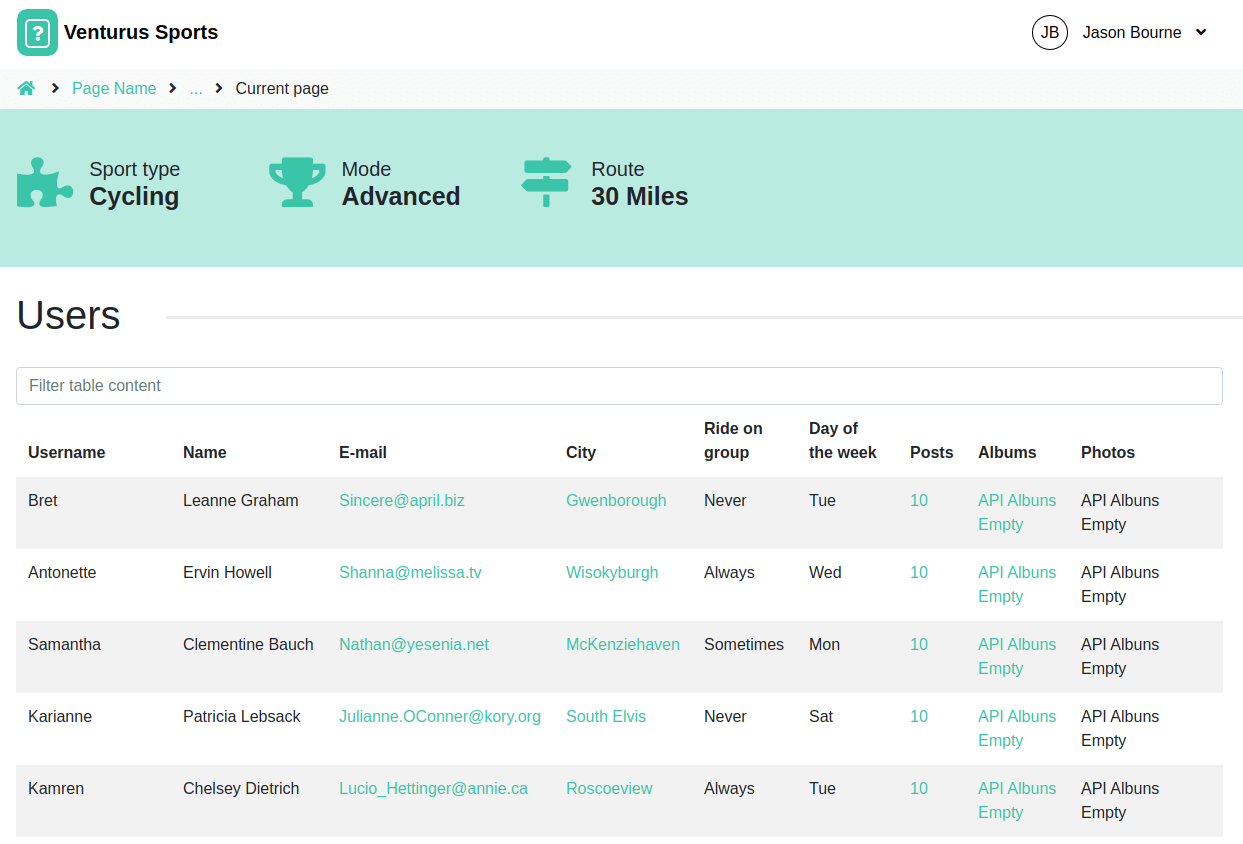 ? Venturus Sports
JB Jason Bourne
Page Name ... Current page
Sport type Mode Route
Cycling Advanced 30 Miles
Users
Filter table content
Ride on Day of
Username Name E-mail City group the week Posts Albums Photos
Bret Leanne Graham Sincere@april.biz Gwenborough Never Tue 10 API Albuns API Albuns
Empty Empty
Antonette Ervin Howell Shanna@melissa.tv Wisokyburgh Always Wed 10 API Albuns API Albuns
Empty Empty
Samantha Clementine Bauch Nathan@yesenia.net McKenziehaven Sometimes Mon 10 API Albuns API Albuns
Empty Empty
Karianne Patricia Lebsack Julianne.OConner@kory.org South Elvis Never Sat 10 API Albuns API Albuns
Empty Empty
Kamren Chelsey Dietrich Lucio_Hettinger@annie.ca Roscoeview Always Tue 10 API Albuns API Albuns
Empty Empty